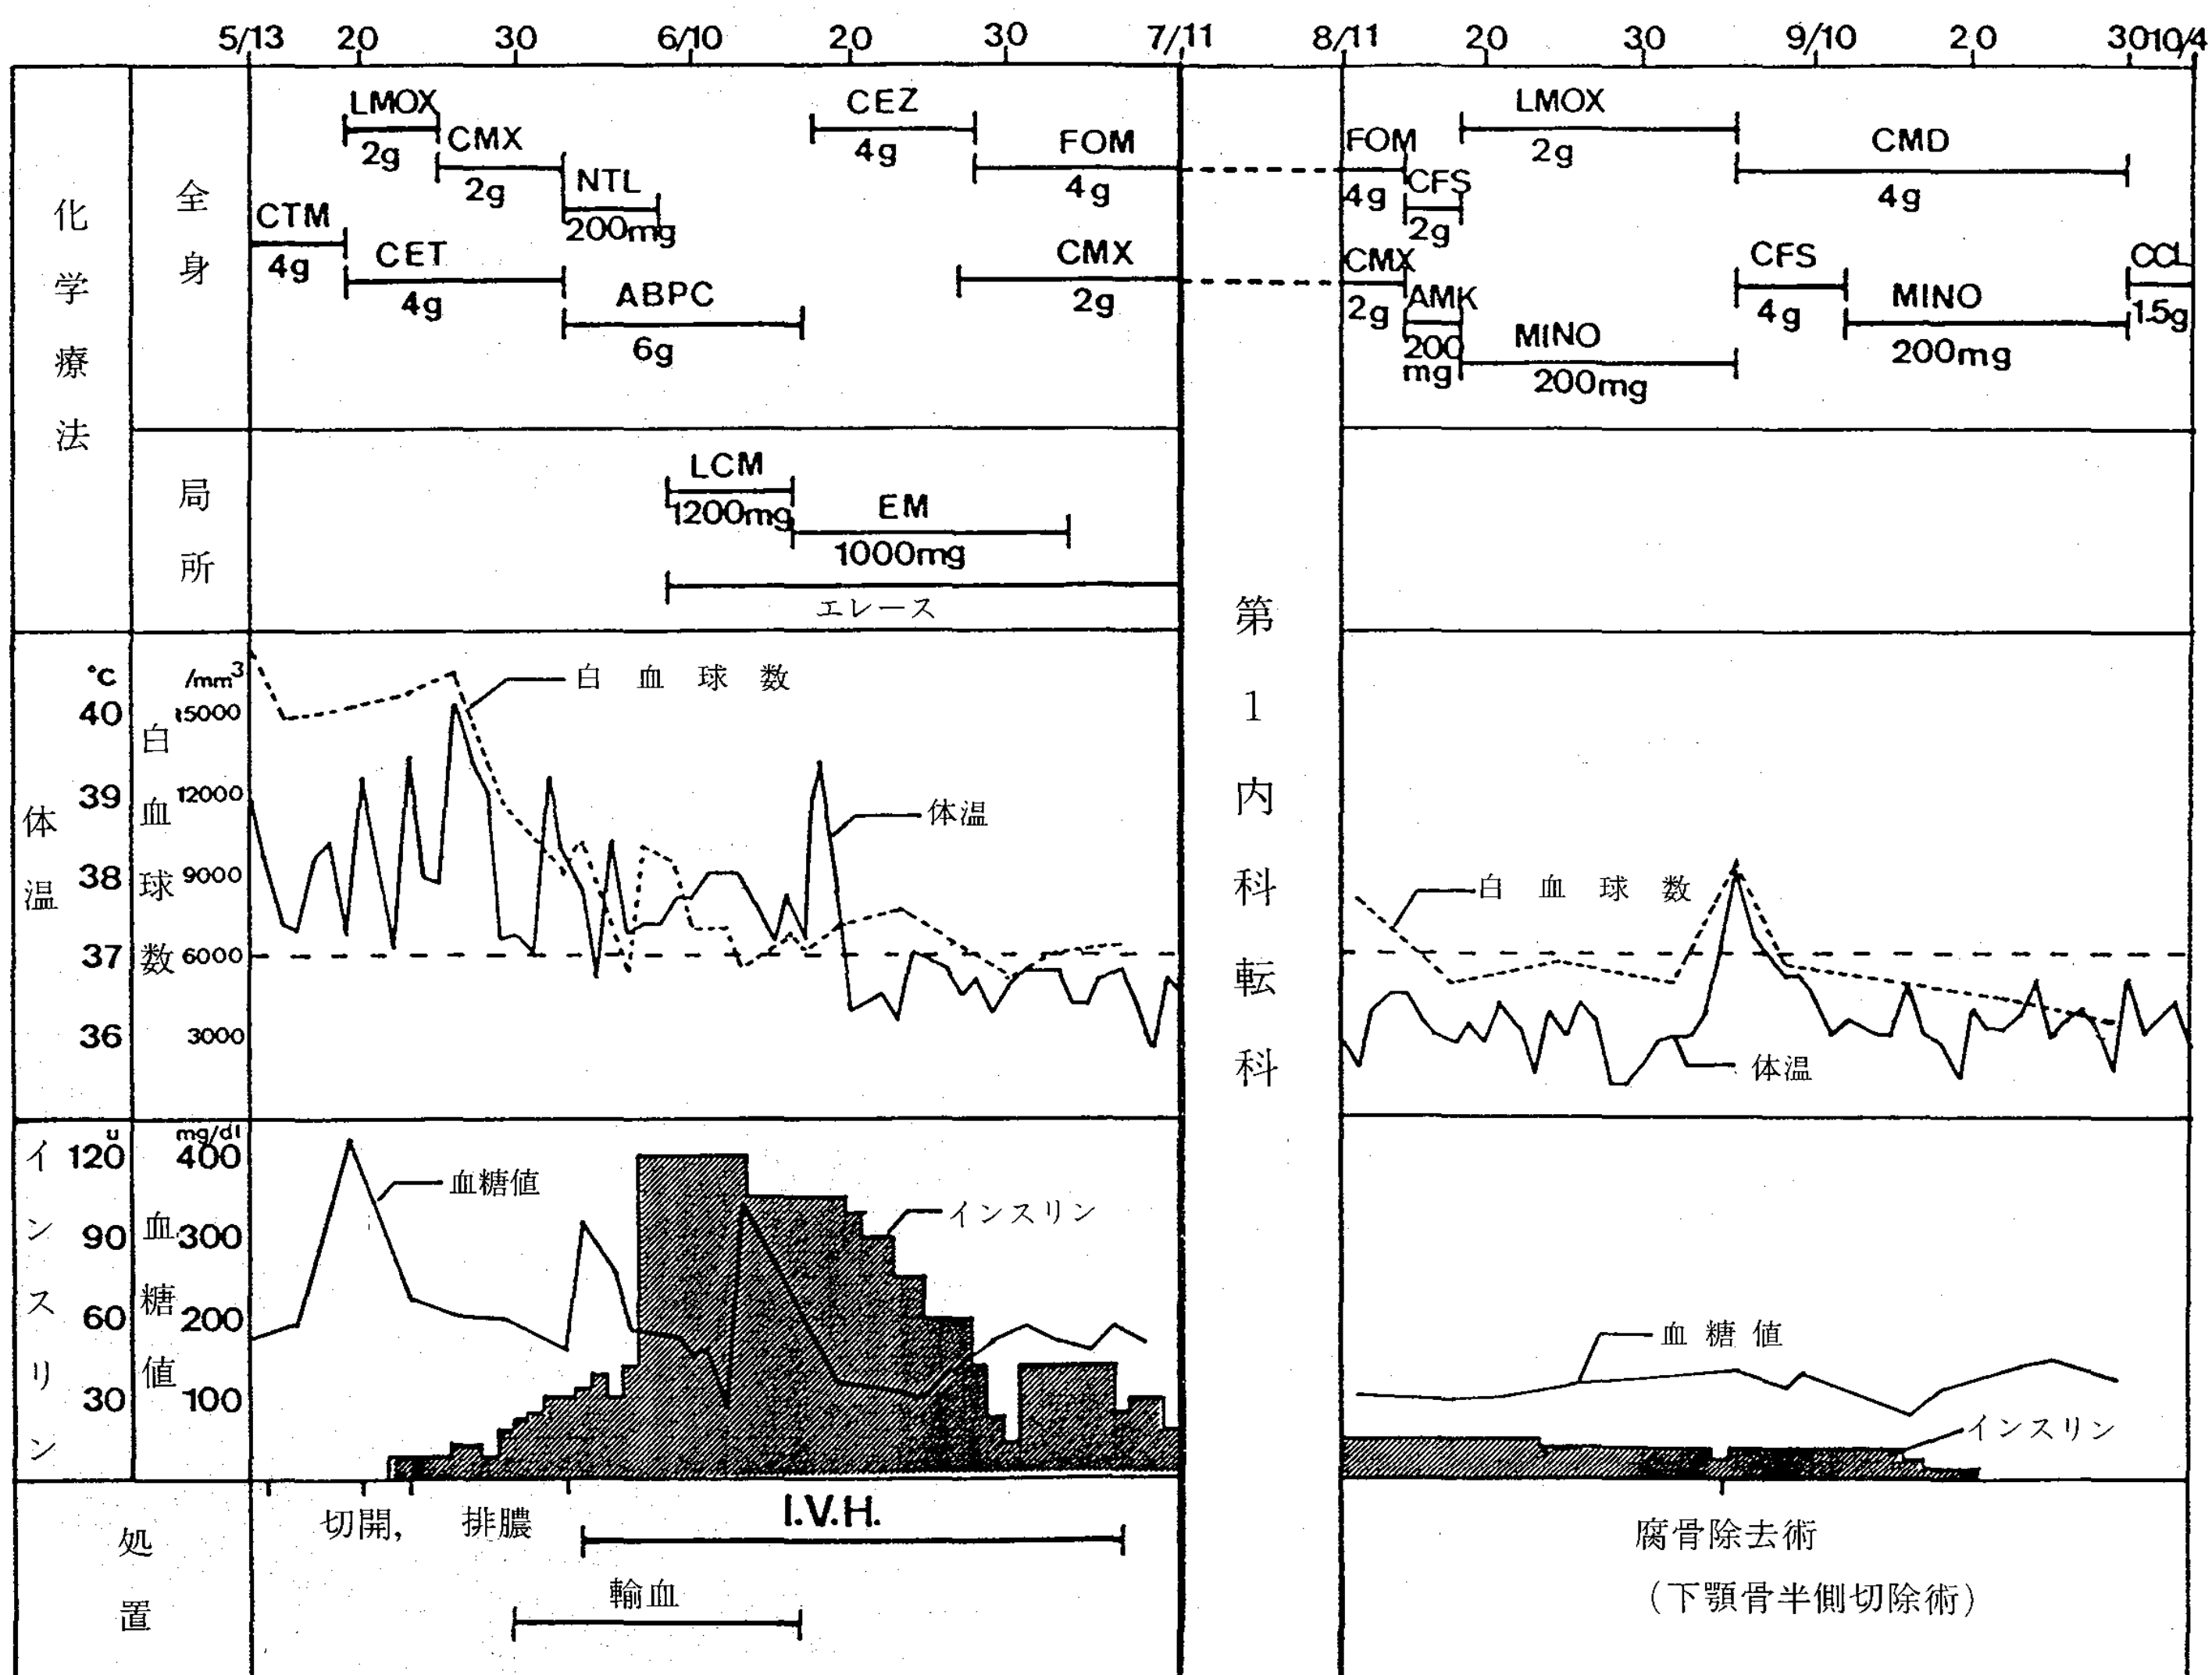 5/13 20 30 6/10 20 30 7/11 8/11 20 30 9/10 20 30 10/4
化学療法
全身
LMOX
2g
CMX
2g
NTL
200mg
CTM
4g
CET
4g
ABPC
6g
CEZ
4g
FOM
4g
CMX
2g
FOM
4g
CFS
2g
CMX
2g
AMK
200
mg
LMOX
2g
MINO
200mg
CMD
4g
CFS
4g
MINO
200mg
CCL
1.5g
局所
LCM
1200mg
EM
1000mg
エレース
第1内科転科
体温
℃
40
39
38
37
36
白血球数
/mm3
15000
12000
9000
6000
3000
白血球数
体温
白血球数
体温
インスリン
u
120
90
60
30
血糖値
mg/dl
400
300
200
100
血糖値
インスリン
血糖値
インスリン
処置
切開, 排膿
I.V.H.
輸血
腐骨除去術
(下顎骨半側切除術)